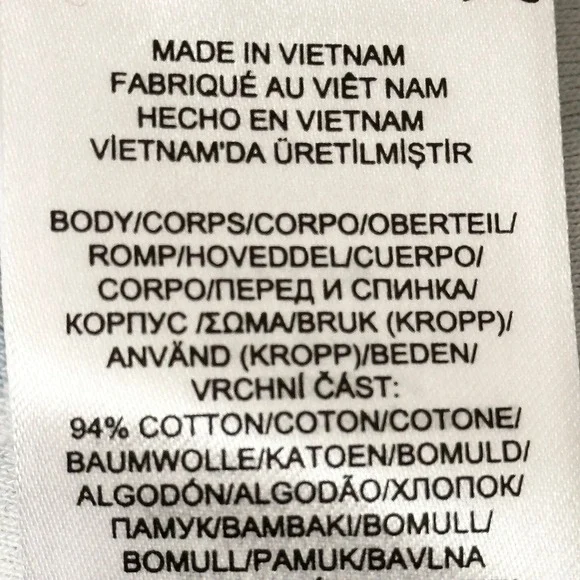 MADE IN VIETNAM
FABRIQUÉ AU VIÊT NAM
HECHO EN VIETNAM
VİETNAM'DA ÜRETİLMİŞTİR
BODY/CORPS/CORPO/OBERTEIL/
ROMP/HOVEDDEL/CUERPO/
CORPO/ПЕРЕД И СПИНКА/
КОРПУС /ΣΩΜΑ/BRUK (KROPP)/
ANVÄND (KROPP)/BEDEN/
VRCHNÍ ČÁST:
94% COTTON/COTON/COTONE/
BAUMWOLLE/KATOEN/BOMULD/
ALGODÓN/ALGODÃO/ХЛОПОК/
ПАМУК/BAMBAKI/BOMULL/
BOMULL/PAMUK/BAVLNA